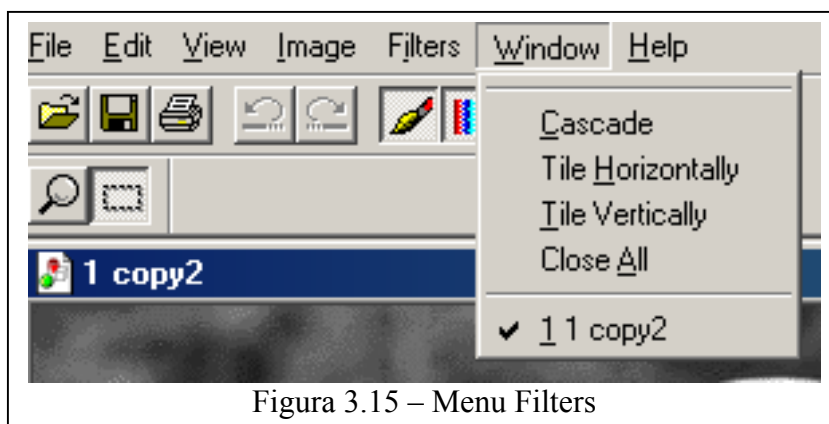 File Edit View Image Filters Window Help
Cascade
Tile Horizontally
Tile Vertically
Close All
1 copy2
1 1 copy2
Figura 3.15 – Menu Filters